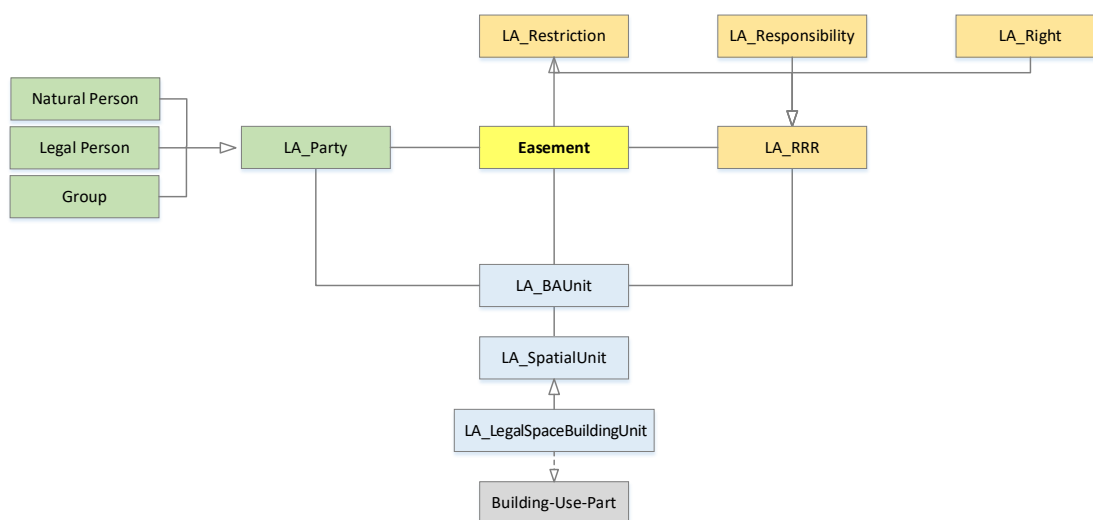 LA_Restriction
LA_Responsibility
LA_Right
Natural Person
Legal Person
Group
LA_Party
Easement
LA_RRR
LA_BAUnit
LA_SpatialUnit
LA_LegalSpaceBuildingUnit
Building-Use-Part